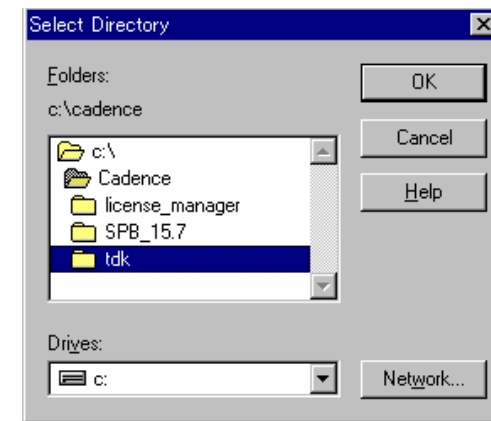 Select Directory
Folders:
c:\cadence
c:\
Cadence
license_manager
SPB_15.7
tdk
Drives:
c:
OK
Cancel
Help
Network...